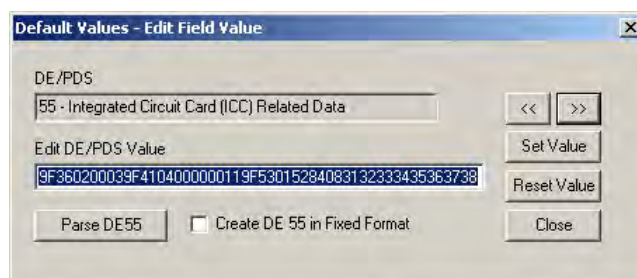 Default Values - Edit Field Value
DE/PDS
55 - Integrated Circuit Card (ICC) Related Data
<< >>
Edit DE/PDS Value
Set Value
9F360200039F4104000000119F53015284083132333435363738
Reset Value
Parse DE55
Create DE 55 in Fixed Format
Close